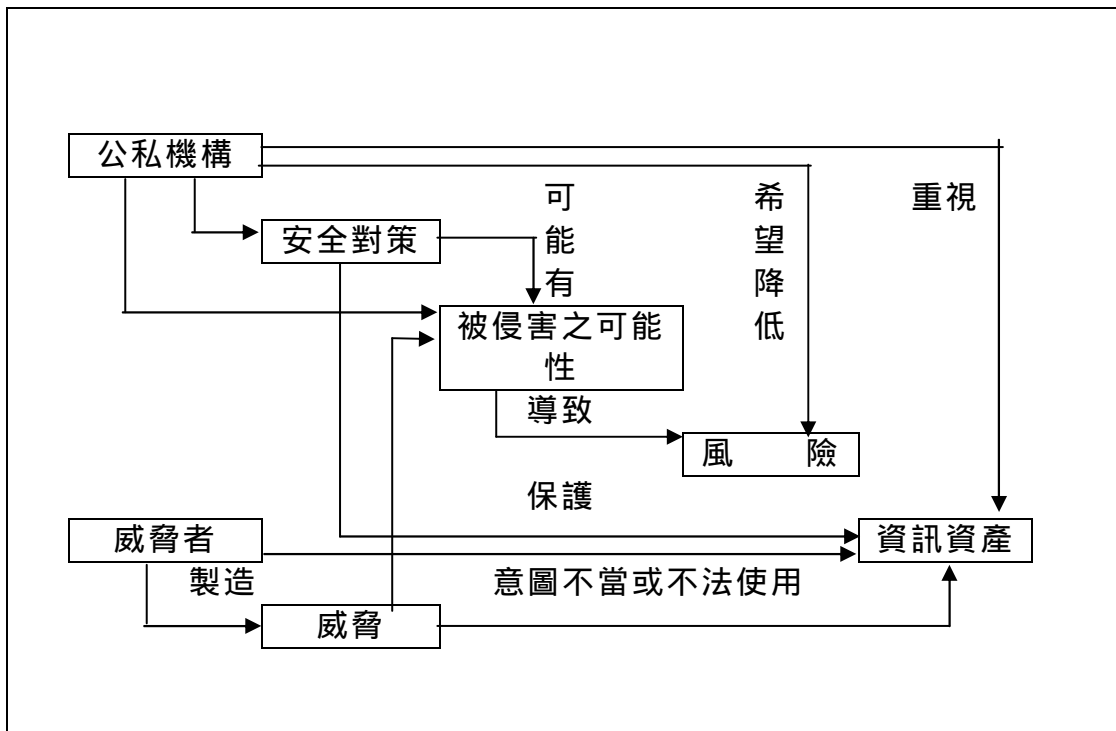 公私機構
可能有
希望降低
重視
安全對策
被侵害之可能
性
導致
風　　險
保護
威脅者
資訊資產
製造
意圖不當或不法使用
威脅